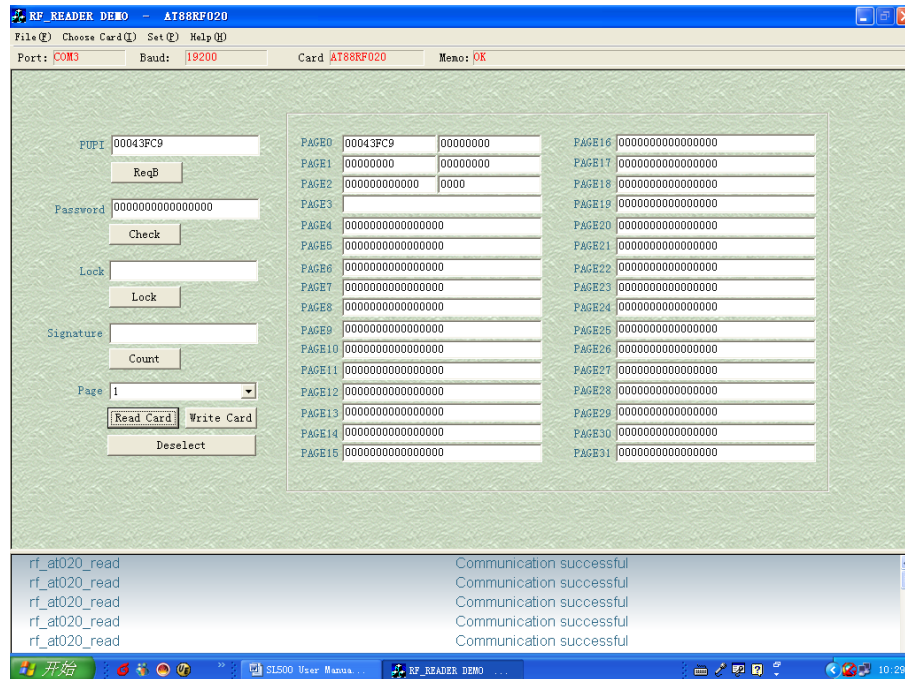 RF_READER DEMO - AT88RF020
File(F) Choose Card(I) Set(P) Help(H)
Port: COM3 Baud: 19200 Card AT88RF020 Memo: OK
PUPI 00043FC9
ReqB
Password 0000000000000000
Check
Lock
Lock
Signature
Count
Page 1
Read Card Write Card
Deselect
PAGE0 00043FC9 00000000
PAGE1 00000000 00000000
PAGE2 000000000000 0000
PAGE3
PAGE4 0000000000000000
PAGE5 0000000000000000
PAGE6 0000000000000000
PAGE7 0000000000000000
PAGE8 0000000000000000
PAGE9 0000000000000000
PAGE10 0000000000000000
PAGE11 0000000000000000
PAGE12 0000000000000000
PAGE13 0000000000000000
PAGE14 0000000000000000
PAGE15 0000000000000000
PAGE16 0000000000000000
PAGE17 0000000000000000
PAGE18 0000000000000000
PAGE19 0000000000000000
PAGE20 0000000000000000
PAGE21 0000000000000000
PAGE22 0000000000000000
PAGE23 0000000000000000
PAGE24 0000000000000000
PAGE25 0000000000000000
PAGE26 0000000000000000
PAGE27 0000000000000000
PAGE28 0000000000000000
PAGE29 0000000000000000
PAGE30 0000000000000000
PAGE31 0000000000000000
rf_at020_read Communication successful
rf_at020_read Communication successful
rf_at020_read Communication successful
rf_at020_read Communication successful
rf_at020_read Communication successful
开始 SL500 User Manua... RF_READER DEMO ... 10:29